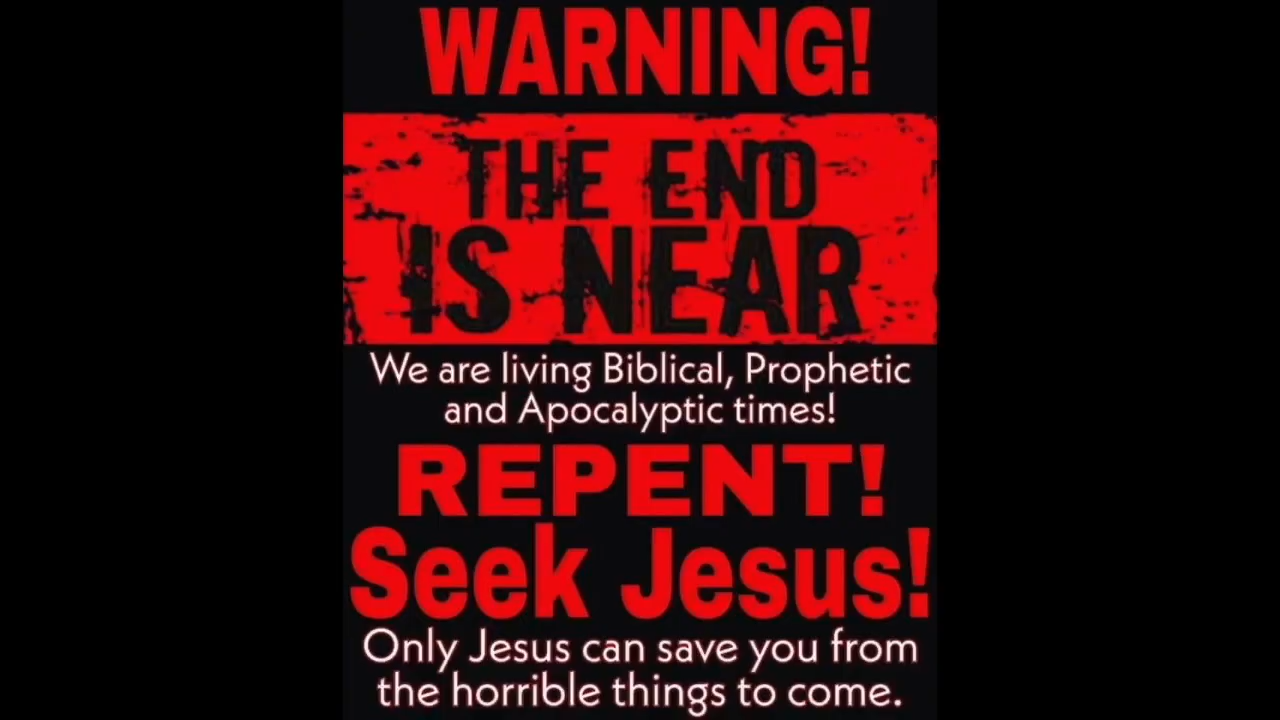 WARNING!
THE END
IS NEAR
We are living Biblical, Prophetic
and Apocalyptic times!
REPENT!
Seek Jesus!
Only Jesus can save you from
the horrible things to come.